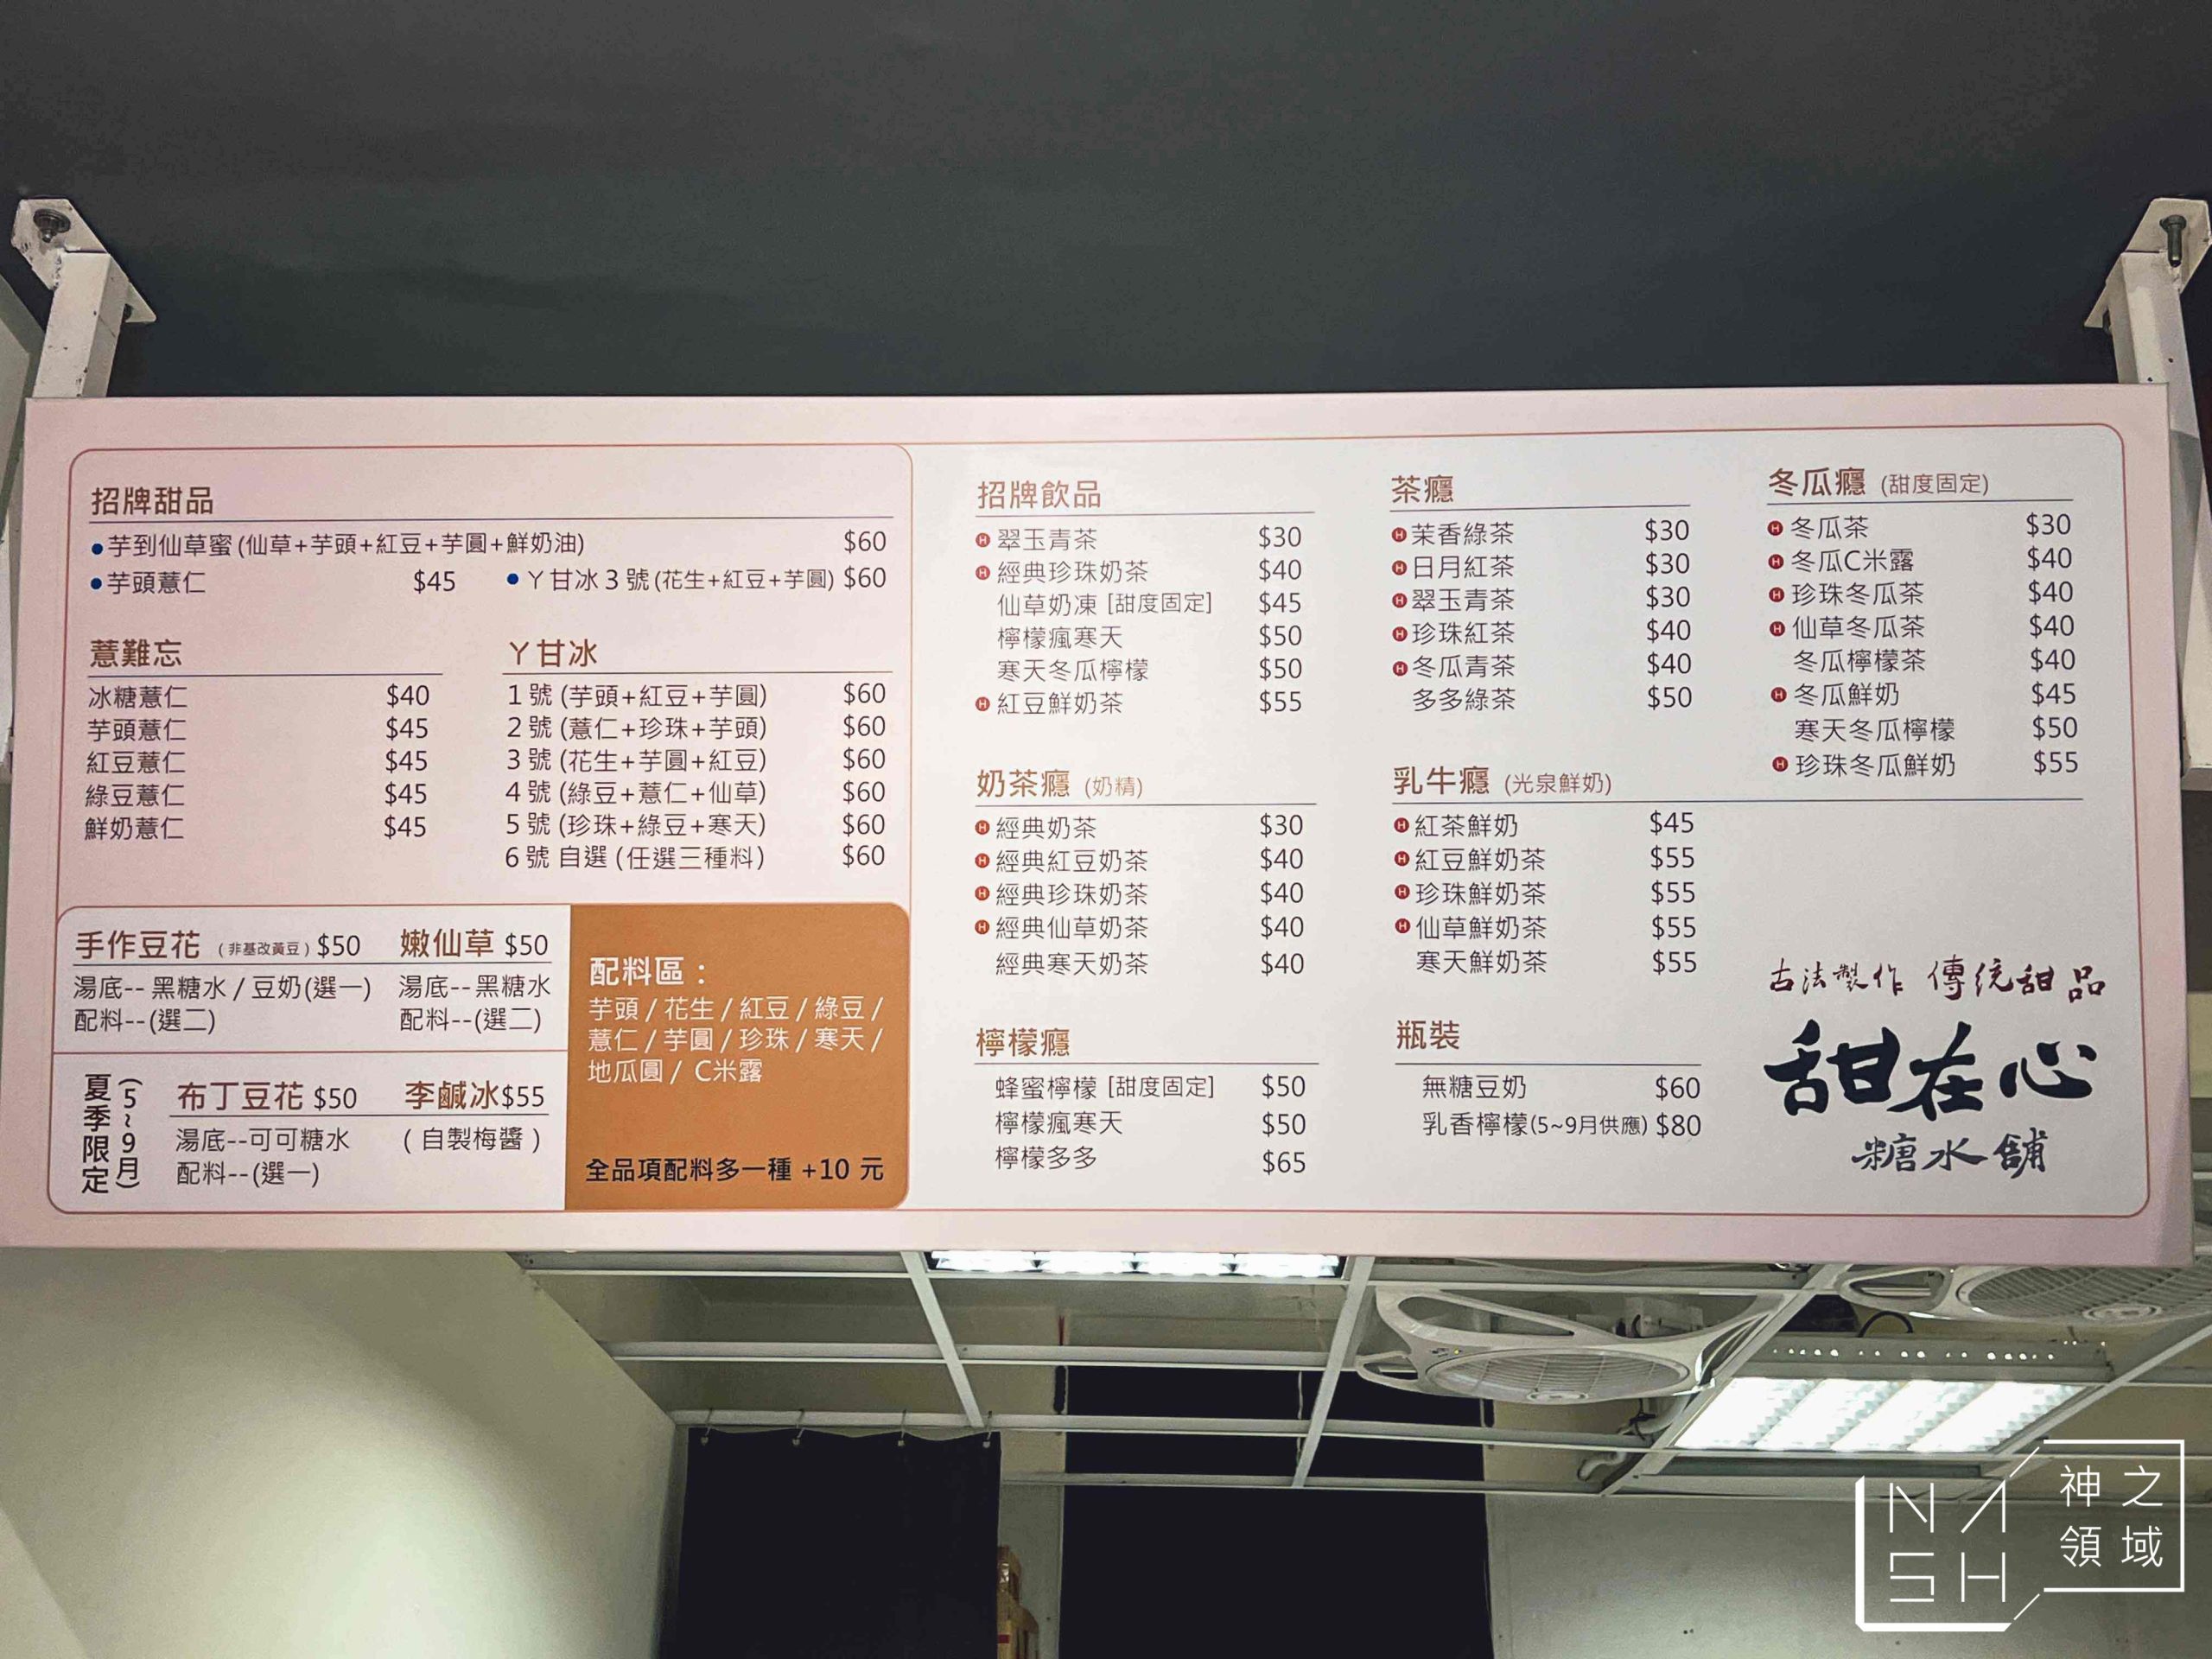 招牌甜品
•芋到仙草蜜(仙草+芋頭+紅豆+芋圓+鮮奶油) $60
•芋頭薏仁 $45 •ㄚ甘冰3號(花生+紅豆+芋圓) $60
薏難忘
冰糖薏仁 $40
芋頭薏仁 $45
紅豆薏仁 $45
綠豆薏仁 $45
鮮奶薏仁 $45
ㄚ甘冰
1號(芋頭+紅豆+芋圓) $60
2號(薏仁+珍珠+芋頭) $60
3號(花生+芋圓+紅豆) $60
4號(綠豆+薏仁+仙草) $60
5號(珍珠+綠豆+寒天) $60
6號 自選(任選三種料) $60
手作豆花(非基改黃豆)$50
湯底--黑糖水/豆奶(選一)
配料--(選二)
嫩仙草 $50
湯底--黑糖水
配料--(選二)
夏季限定
(5~9月)
布丁豆花 $50
湯底--可可糖水
配料--(選一)
李鹹冰$55
(自製梅醬)
配料區：
芋頭/花生/紅豆/綠豆/
薏仁/芋圓/珍珠/寒天/
地瓜圓/ C米露
全品項配料多一種 +10 元
招牌飲品
H 翠玉青茶 $30
H 經典珍珠奶茶 $40
仙草奶凍 [甜度固定] $45
檸檬瘋寒天 $50
寒天冬瓜檸檬 $50
H 紅豆鮮奶茶 $55
奶茶癮 (奶精)
H 經典奶茶 $30
H 經典紅豆奶茶 $40
H 經典珍珠奶茶 $40
H 經典仙草奶茶 $40
經典寒天奶茶 $40
檸檬癮
蜂蜜檸檬 [甜度固定] $50
檸檬瘋寒天 $50
檸檬多多 $65
茶癮
H 茉香綠茶 $30
H 日月紅茶 $30
H 翠玉青茶 $30
H 珍珠紅茶 $40
H 冬瓜青茶 $40
多多綠茶 $50
乳牛癮 (光泉鮮奶)
H 紅茶鮮奶 $45
H 紅豆鮮奶茶 $55
H 珍珠鮮奶茶 $55
H 仙草鮮奶茶 $55
寒天鮮奶茶 $55
瓶裝
無糖豆奶 $60
乳香檸檬(5~9月供應) $80
冬瓜癮 (甜度固定)
H 冬瓜茶 $30
H 冬瓜C米露 $40
H 珍珠冬瓜茶 $40
H 仙草冬瓜茶 $40
冬瓜檸檬茶 $40
H 冬瓜鮮奶 $45
寒天冬瓜檸檬 $50
H 珍珠冬瓜鮮奶 $55
古法製作 傳統甜品
甜在心
糖水舖
NASH
神之領域